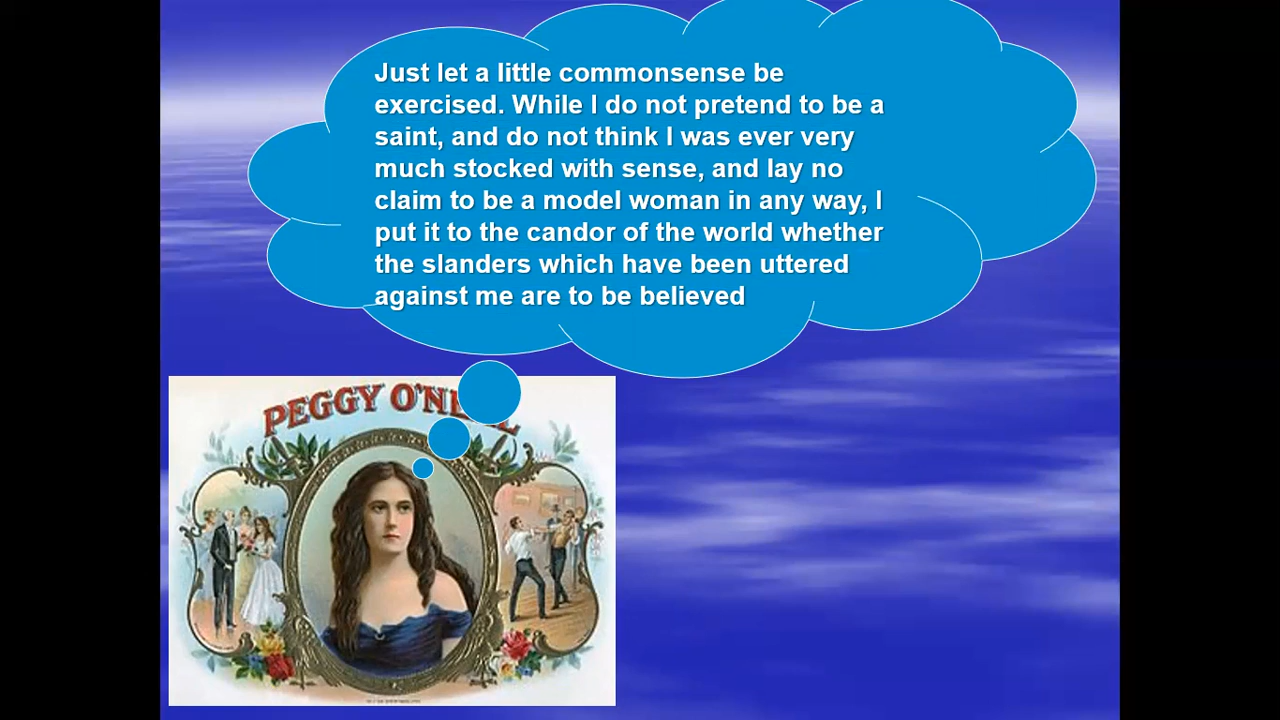 Just let a little commonsense be
exercised. While I do not pretend to be a
saint, and do not think I was ever very
much stocked with sense, and lay no
claim to be a model woman in any way, I
put it to the candor of the world whether
the slanders which have been uttered
against me are to be believed
PEGGY